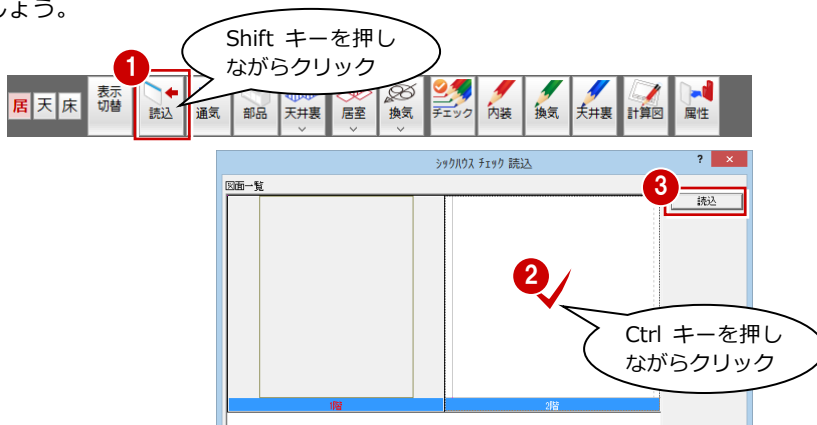 しょう。
Shift キーを押し
ながらクリック
1
居 天 床 表示切替 読込 通気 部品 天井裏 居室 換気 チェック 内装 換気 天井裏 計算図 属性
シックハウス チェック 読込 ? ×
図面一覧
3
読込
2
Ctrl キーを押し
ながらクリック
1階 2階